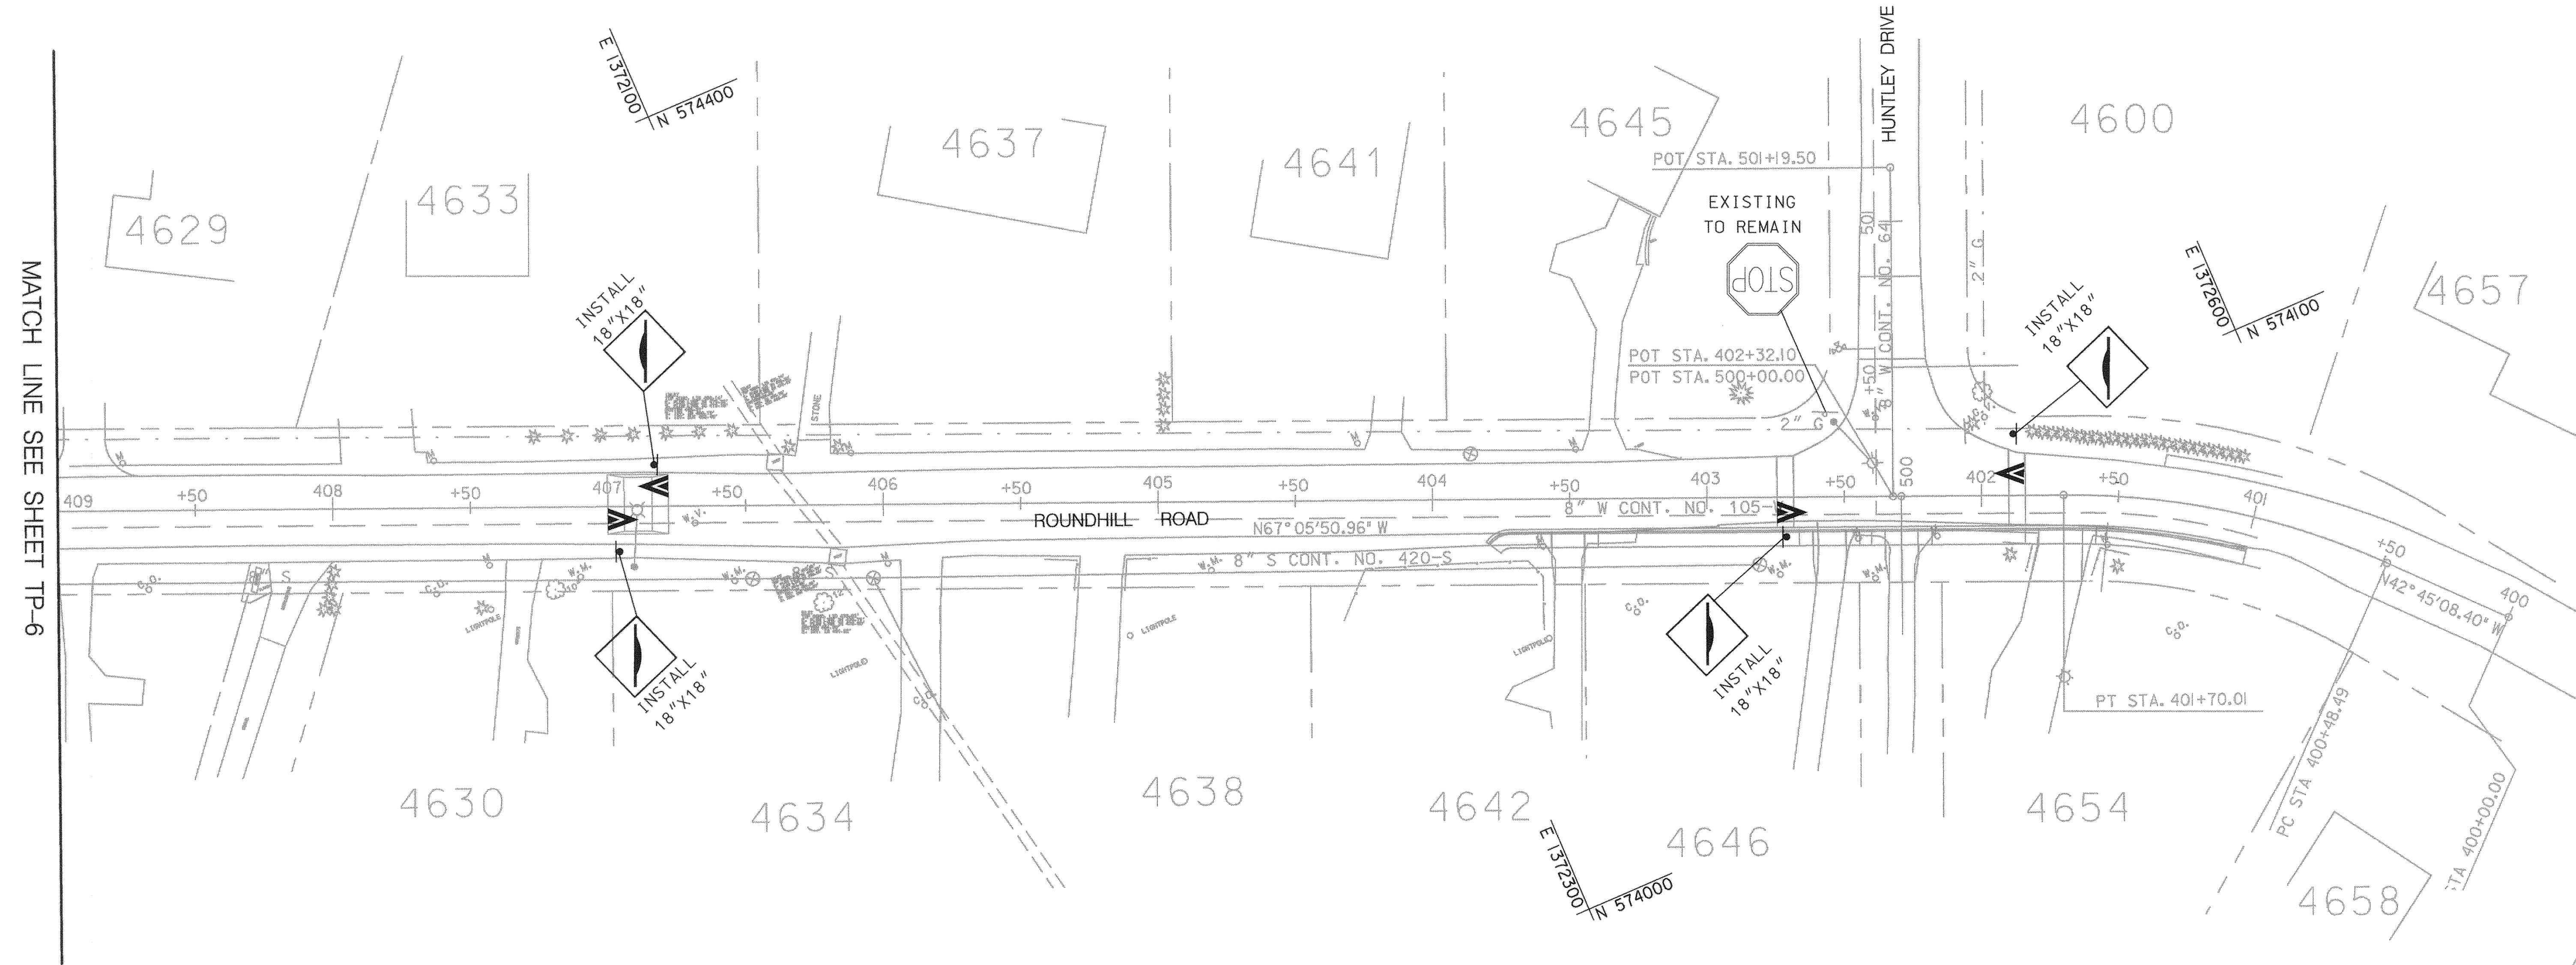 MATCH LINE SEE SHEET TP-6
E 1372100
N 574400
HUNTLEY DRIVE
4629
4633
4637
4641
4645
4600
4657
POT STA. 501+19.50
EXISTING
TO REMAIN
STOP
POT STA. 402+32.10
POT STA. 500+00.00
501
8" W CONT. NO. 64
+50
2" G
2" G
INSTALL
18"X18"
INSTALL
18"X18"
E 1372600
N 574100
STONE
M
M
M
M
M
409
+50
408
+50
407
+50
406
+50
405
+50
404
+50
403
+50
402
+50
401
+50
400
500
W.V.
ROUNDHILL ROAD
N67°05'50.96" W
8" W CONT. NO. 105-
8" S CONT. NO. 420-S
N42°45'08.40" W
C.O.
S
C.O.
M
W.M.
W.M.
M
W.M.
W.M.
W.M.
C.O.
C.O.
C.O.
LIGHTPOLE
LIGHTPOLE
LIGHTPOLE
LIGHTPOLE
INSTALL
18"X18"
INSTALL
18"X18"
PT STA. 401+70.01
PC STA 400+48.49
STA 400+00.00
4630
4634
4638
4642
4646
4654
4658
E 1372300
N 574000